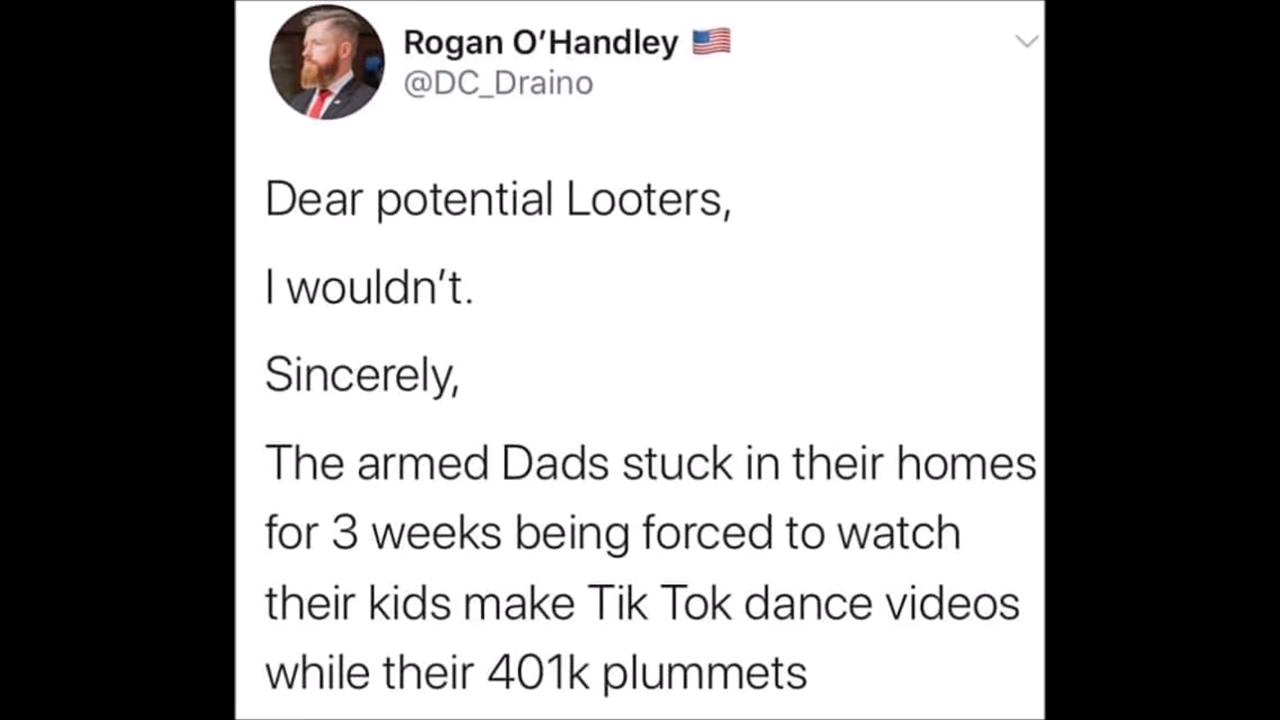 Rogan O’Handley 🇺🇸
@DC_Draino
Dear potential Looters,
I wouldn’t.
Sincerely,
The armed Dads stuck in their homes
for 3 weeks being forced to watch
their kids make Tik Tok dance videos
while their 401k plummets